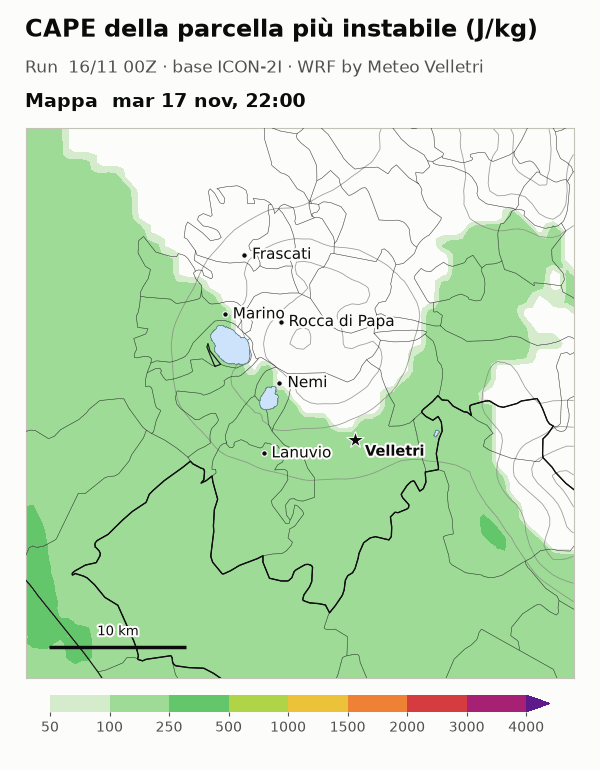 CAPE della parcella più instabile (J/kg)
Run  16/11 00Z · base ICON-2I · WRF by Meteo Velletri
Mappa  mar 17 nov, 22:00
Frascati
Marino
Rocca di Papa
Nemi
Velletri
Lanuvio
10 km
50 100 250 500 1000 1500 2000 3000 4000